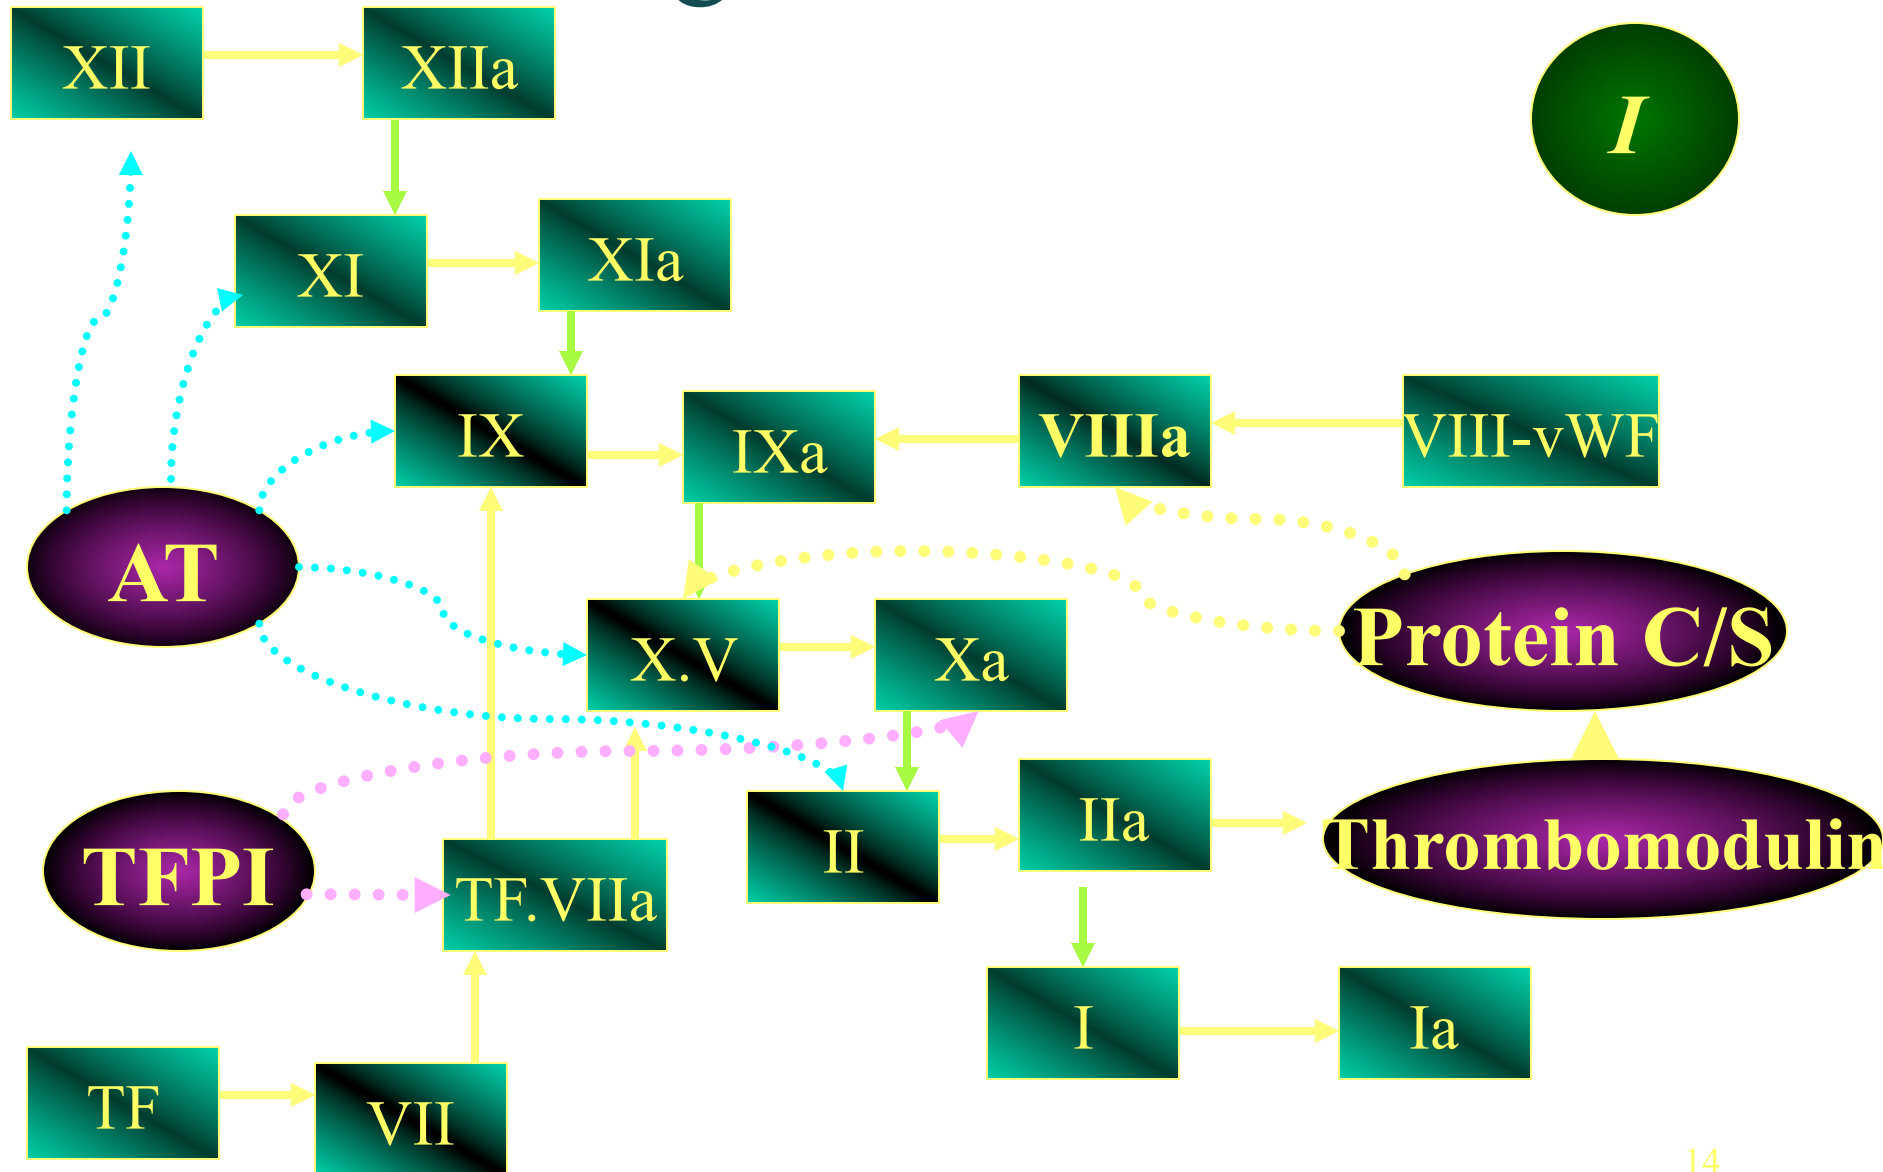 XII
XIIa
I
XI
XIa
IX
IXa
VIIIa
VIII-vWF
AT
X.V
Xa
Protein C/S
II
IIa
Thrombomodulin
TFPI
TF.VIIa
I
Ia
TF
VII
14